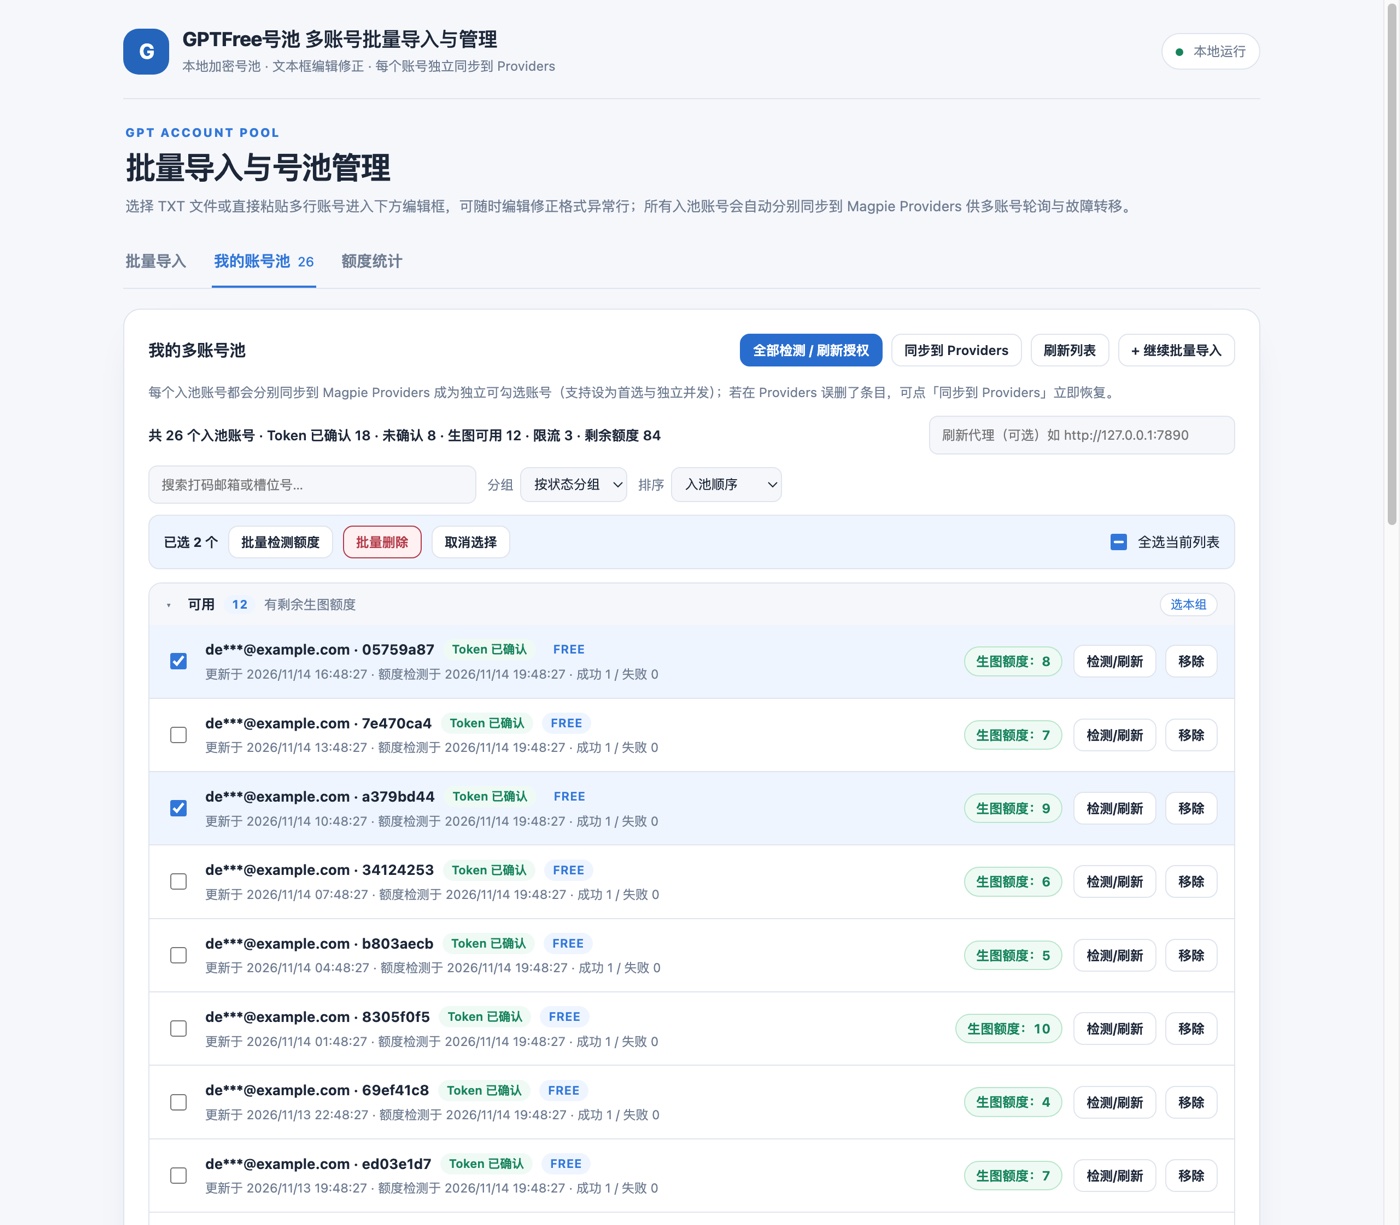 G
GPTFree号池 多账号批量导入与管理
本地加密号池 · 文本框编辑修正 · 每个账号独立同步到 Providers
本地运行
GPT ACCOUNT POOL
批量导入与号池管理
选择 TXT 文件或直接粘贴多行账号进入下方编辑框，可随时编辑修正格式异常行；所有入池账号会自动分别同步到 Magpie Providers 供多账号轮询与故障转移。
批量导入 我的账号池 26 额度统计
我的多账号池
全部检测 / 刷新授权 同步到 Providers 刷新列表 + 继续批量导入
每个入池账号都会分别同步到 Magpie Providers 成为独立可勾选账号（支持设为首选与独立并发）；若在 Providers 误删了条目，可点「同步到 Providers」立即恢复。
共 26 个入池账号 · Token 已确认 18 · 未确认 8 · 生图可用 12 · 限流 3 · 剩余额度 84
刷新代理（可选）如 http://127.0.0.1:7890
搜索打码邮箱或槽位号... 分组 按状态分组 排序 入池顺序
已选 2 个 批量检测额度 批量删除 取消选择 全选当前列表
可用 12 有剩余生图额度 选本组
de***@example.com · 05759a87 Token 已确认 FREE
更新于 2026/11/14 16:48:27 · 额度检测于 2026/11/14 19:48:27 · 成功 1 / 失败 0
生图额度：8 检测/刷新 移除
de***@example.com · 7e470ca4 Token 已确认 FREE
更新于 2026/11/14 13:48:27 · 额度检测于 2026/11/14 19:48:27 · 成功 1 / 失败 0
生图额度：7 检测/刷新 移除
de***@example.com · a379bd44 Token 已确认 FREE
更新于 2026/11/14 10:48:27 · 额度检测于 2026/11/14 19:48:27 · 成功 1 / 失败 0
生图额度：9 检测/刷新 移除
de***@example.com · 34124253 Token 已确认 FREE
更新于 2026/11/14 07:48:27 · 额度检测于 2026/11/14 19:48:27 · 成功 1 / 失败 0
生图额度：6 检测/刷新 移除
de***@example.com · b803aecb Token 已确认 FREE
更新于 2026/11/14 04:48:27 · 额度检测于 2026/11/14 19:48:27 · 成功 1 / 失败 0
生图额度：5 检测/刷新 移除
de***@example.com · 8305f0f5 Token 已确认 FREE
更新于 2026/11/14 01:48:27 · 额度检测于 2026/11/14 19:48:27 · 成功 1 / 失败 0
生图额度：10 检测/刷新 移除
de***@example.com · 69ef41c8 Token 已确认 FREE
更新于 2026/11/13 22:48:27 · 额度检测于 2026/11/14 19:48:27 · 成功 1 / 失败 0
生图额度：4 检测/刷新 移除
de***@example.com · ed03e1d7 Token 已确认 FREE
更新于 2026/11/13 19:48:27 · 额度检测于 2026/11/14 19:48:27 · 成功 1 / 失败 0
生图额度：7 检测/刷新 移除